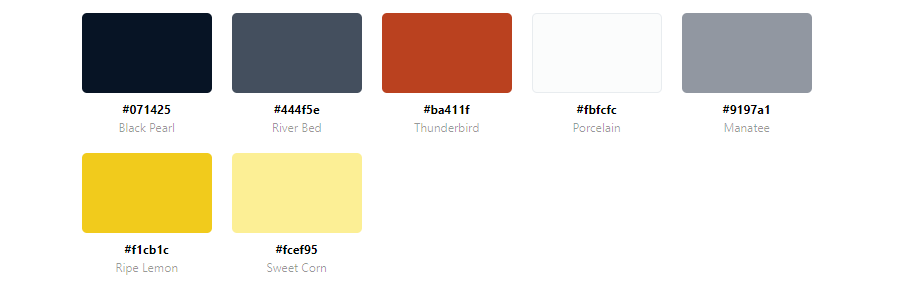 #071425 #444f5e #ba411f #fbfcfc #9197a1
Black Pearl River Bed Thunderbird Porcelain Manatee
#f1cb1c #fcef95
Ripe Lemon Sweet Corn